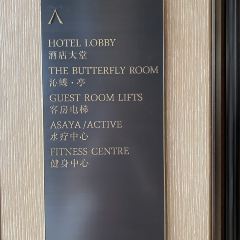 HOTEL LOBBY
酒店大堂
THE BUTTERFLY ROOM
沁蝶·亭
GUEST ROOM LIFTS
客房电梯
ASAYA/ACTIVE
水疗中心
FITNESS CENTRE
健身中心